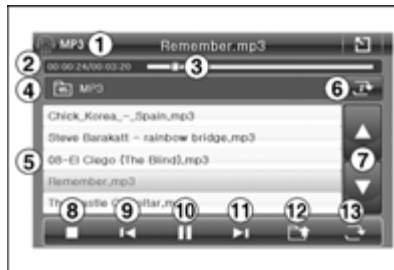 MP3 1 Remember.mp3
2 00:00:24/00:03:20 3
4 MP3 6
Chick_Korea_-_Spain,mp3
Steve Barakatt - rainbow bridge,mp3
5 08-El Ciego (The Blind),mp3 7
Remember,mp3
8 9 10 11 12 13